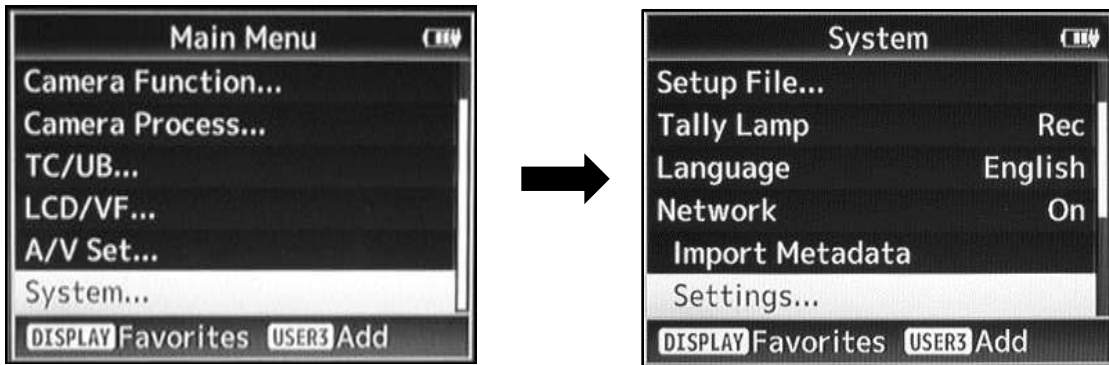 Main Menu
Camera Function...
Camera Process...
TC/UB...
LCD/VF...
A/V Set...
System...
DISPLAY Favorites USER3 Add
System
Setup File...
Tally Lamp Rec
Language English
Network On
Import Metadata
Settings...
DISPLAY Favorites USER3 Add